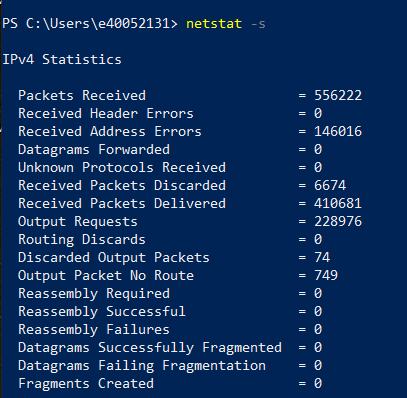 PS C:\Users\e40052131> netstat -s
IPv4 Statistics
Packets Received = 556222
Received Header Errors = 0
Received Address Errors = 146016
Datagrams Forwarded = 0
Unknown Protocols Received = 0
Received Packets Discarded = 6674
Received Packets Delivered = 410681
Output Requests = 228976
Routing Discards = 0
Discarded Output Packets = 74
Output Packet No Route = 749
Reassembly Required = 0
Reassembly Successful = 0
Reassembly Failures = 0
Datagrams Successfully Fragmented = 0
Datagrams Failing Fragmentation = 0
Fragments Created = 0